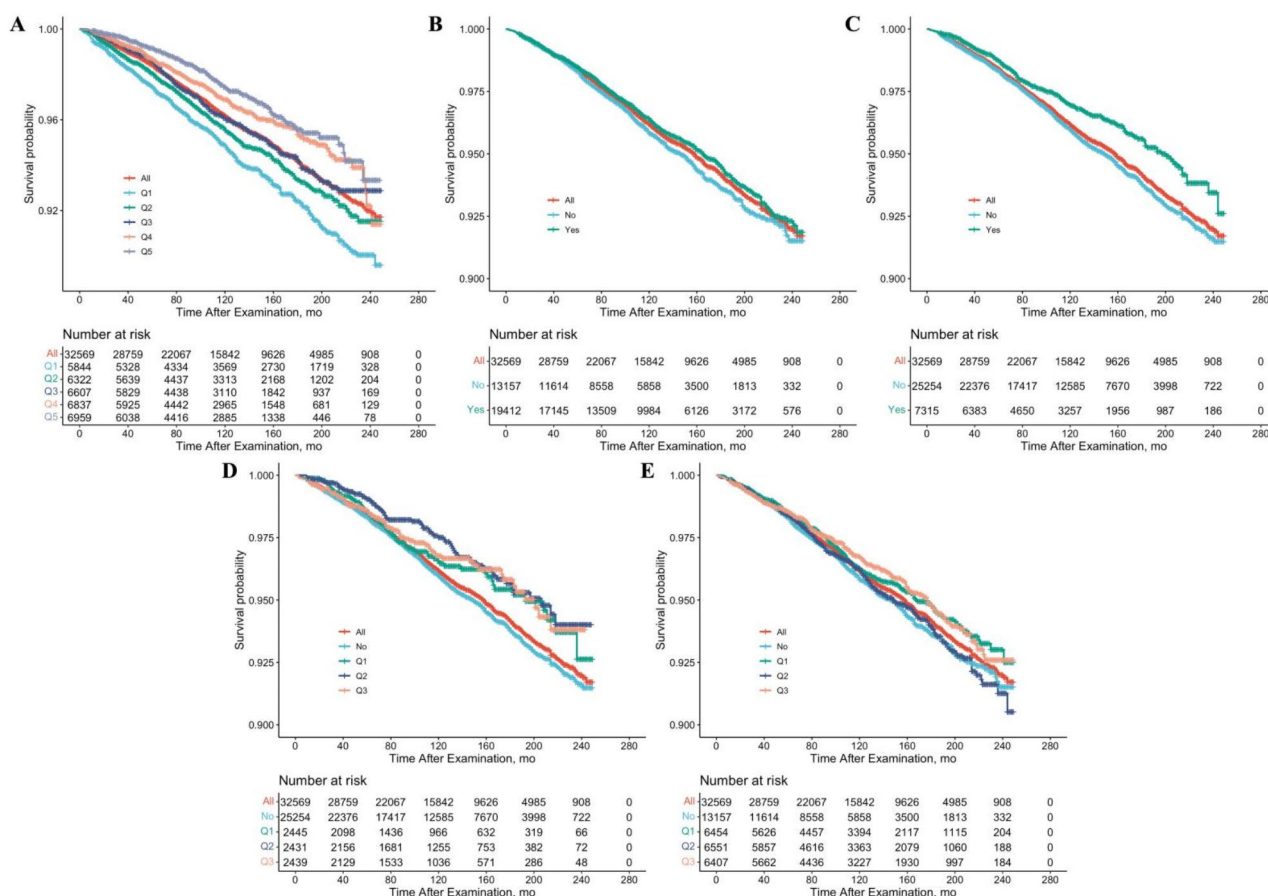 A
Survival probability
1.00
0.96
0.92
All
Q1
Q2
Q3
Q4
Q5
0 40 80 120 160 200 240 280
Time After Examination, mo
Number at risk
All 32569 28759 22067 15842 9626 4985 908 0
Q1 5844 5328 4334 3569 2730 1719 328 0
Q2 6322 5639 4437 3313 2168 1202 204 0
Q3 6607 5829 4438 3110 1842 937 169 0
Q4 6837 5925 4442 2965 1548 681 129 0
Q5 6959 6038 4416 2885 1338 446 78 0
Time After Examination, mo
B
Survival probability
1.000
0.975
0.950
0.925
0.900
All
No
Yes
0 40 80 120 160 200 240 280
Time After Examination, mo
Number at risk
All 32569 28759 22067 15842 9626 4985 908 0
No 13157 11614 8558 5858 3500 1813 332 0
Yes 19412 17145 13509 9984 6126 3172 576 0
0 40 80 120 160 200 240 280
Time After Examination, mo
C
Survival probability
1.000
0.975
0.950
0.925
0.900
All
No
Yes
0 40 80 120 160 200 240 280
Time After Examination, mo
Number at risk
All 32569 28759 22067 15842 9626 4985 908 0
No 25254 22376 17417 12585 7670 3998 722 0
Yes 7315 6383 4650 3257 1956 987 186 0
0 40 80 120 160 200 240 280
Time After Examination, mo
D
Survival probability
1.000
0.975
0.950
0.925
0.900
All
No
Q1
Q2
Q3
0 40 80 120 160 200 240 280
Time After Examination, mo
Number at risk
All 32569 28759 22067 15842 9626 4985 908 0
No 25254 22376 17417 12585 7670 3998 722 0
Q1 2445 2098 1436 966 632 319 66 0
Q2 2431 2156 1681 1255 753 382 72 0
Q3 2439 2129 1533 1036 571 286 48 0
0 40 80 120 160 200 240 280
Time After Examination, mo
E
Survival probability
1.000
0.975
0.950
0.925
0.900
All
No
Q1
Q2
Q3
0 40 80 120 160 200 240 280
Time After Examination, mo
Number at risk
All 32569 28759 22067 15842 9626 4985 908 0
No 13157 11614 8558 5858 3500 1813 332 0
Q1 6454 5626 4457 3394 2117 1115 204 0
Q2 6551 5857 4616 3363 2079 1060 188 0
Q3 6407 5662 4436 3227 1930 997 184 0
0 40 80 120 160 200 240 280
Time After Examination, mo